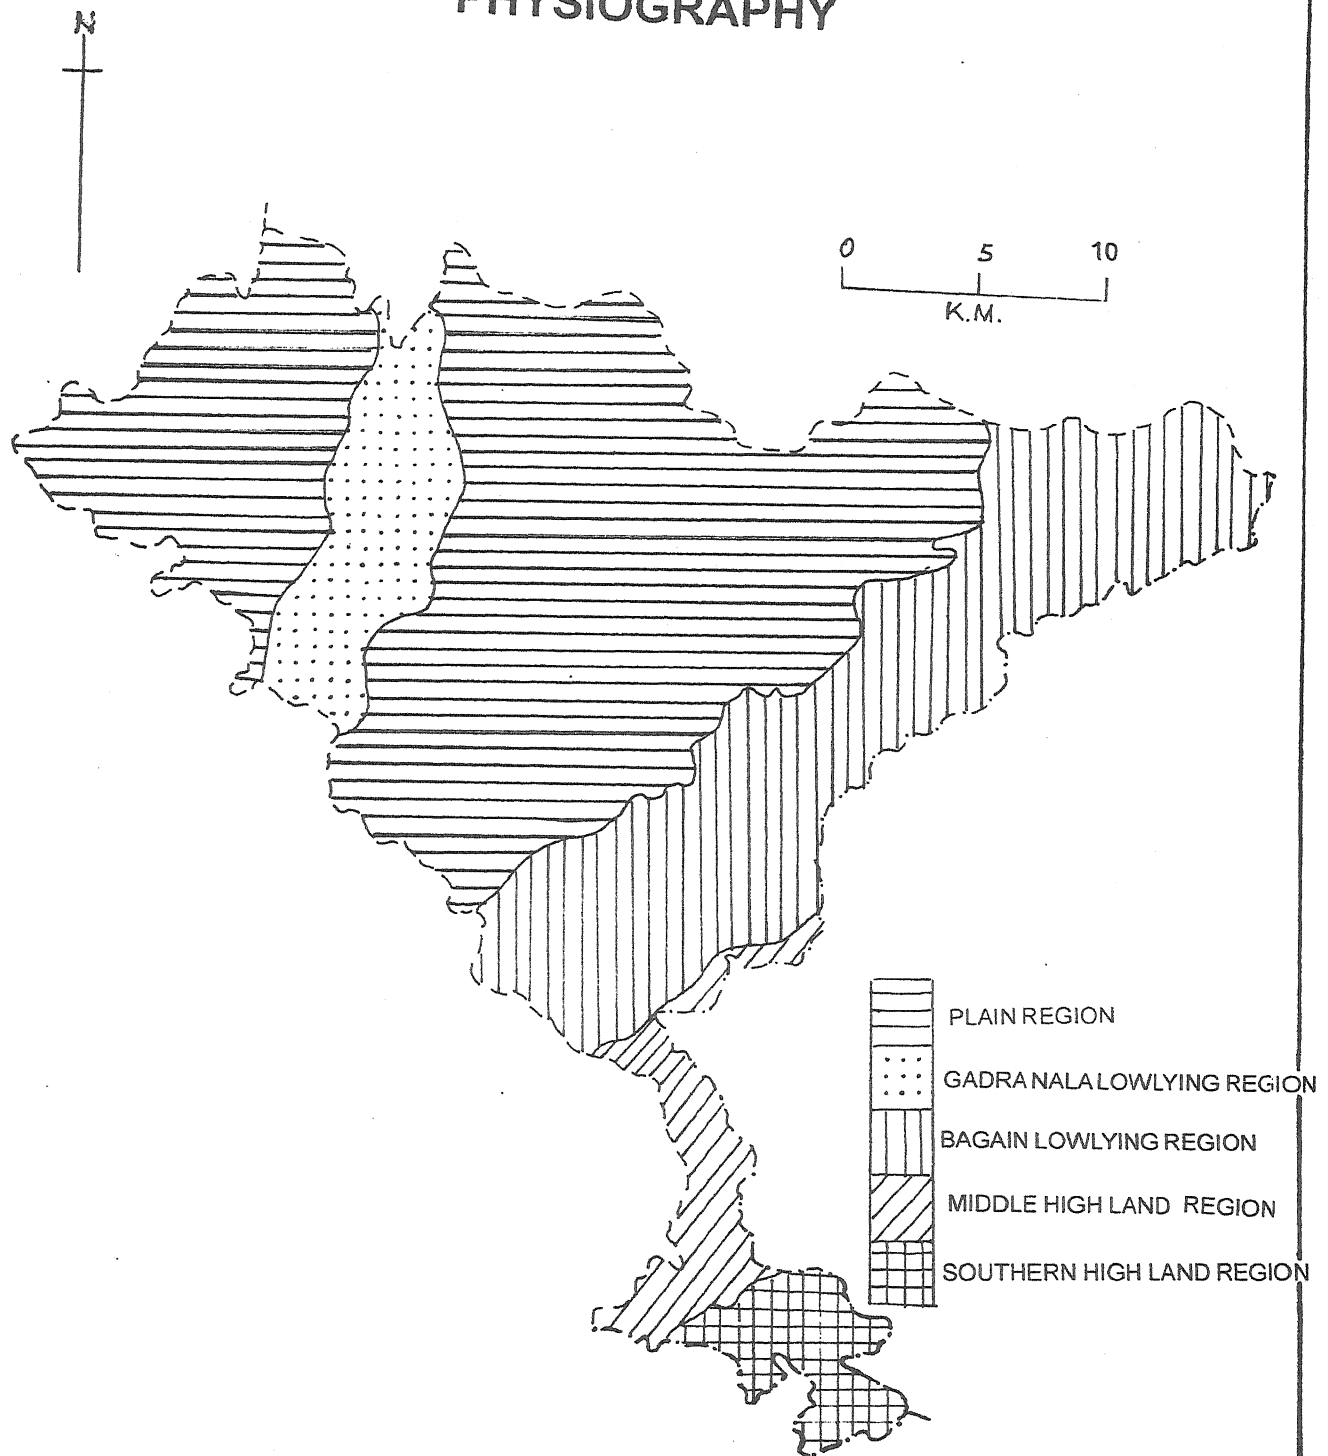 PHYSIOGRAPHY
N
0 5 10
K.M.
PLAIN REGION
GADRA NALA LOWLYING REGION
BAGAIN LOWLYING REGION
MIDDLE HIGH LAND REGION
SOUTHERN HIGH LAND REGION